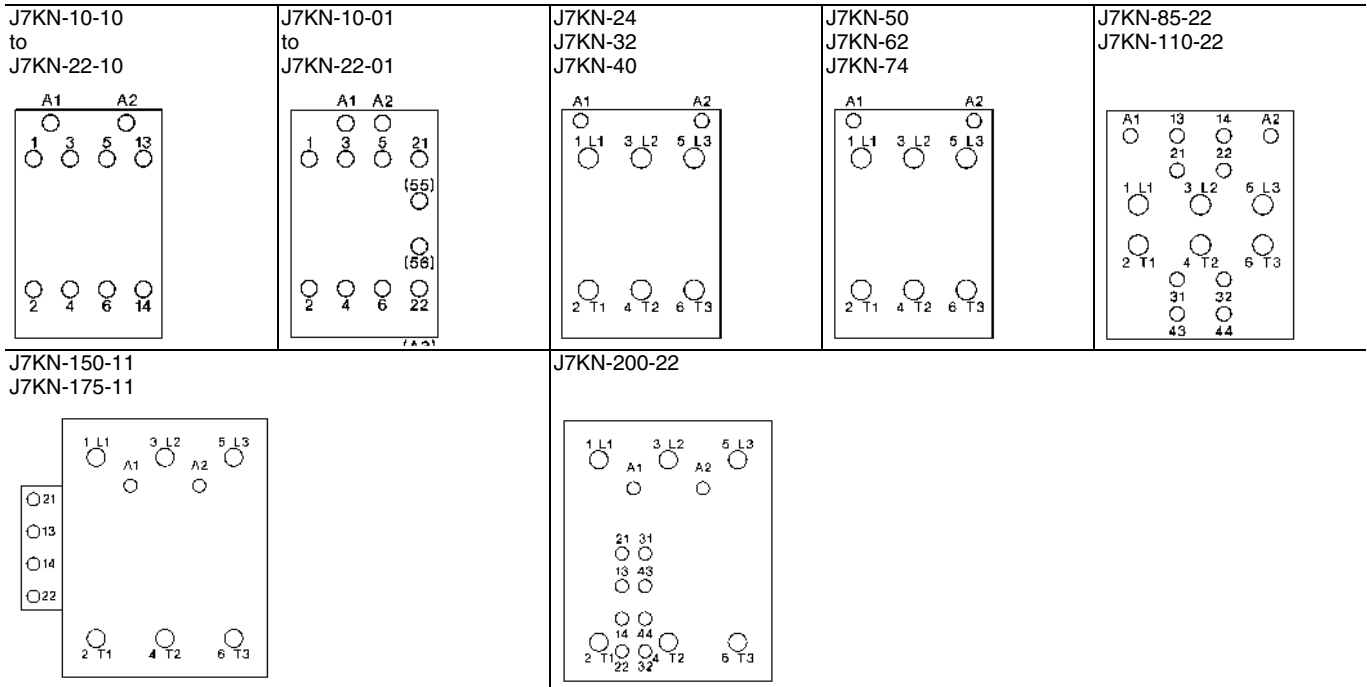 J7KN-10-10
to
J7KN-22-10
A1 A2
1 3 5 13
2 4 6 14
J7KN-10-01
to
J7KN-22-01
A1 A2
1 3 5 21
(55)
(56)
2 4 6 22
J7KN-24
J7KN-32
J7KN-40
A1 A2
1 L1 3 L2 5 L3
2 T1 4 T2 6 T3
J7KN-50
J7KN-62
J7KN-74
A1 A2
1 L1 3 L2 5 L3
2 T1 4 T2 6 T3
J7KN-85-22
J7KN-110-22
A1 13 14 A2
21 22
1 L1 3 L2 5 L3
2 T1 4 T2 6 T3
31 32
43 44
J7KN-150-11
J7KN-175-11
1 L1 3 L2 5 L3
A1 A2
21
13
14
22
2 T1 4 T2 6 T3
J7KN-200-22
1 L1 3 L2 5 L3
A1 A2
21 31
13 43
14 44
2 T1 4 T2 6 T3
22 32